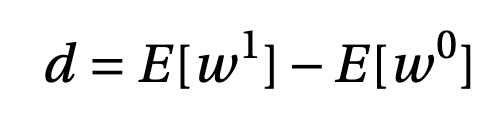 d = E[w¹] − E[w⁰]